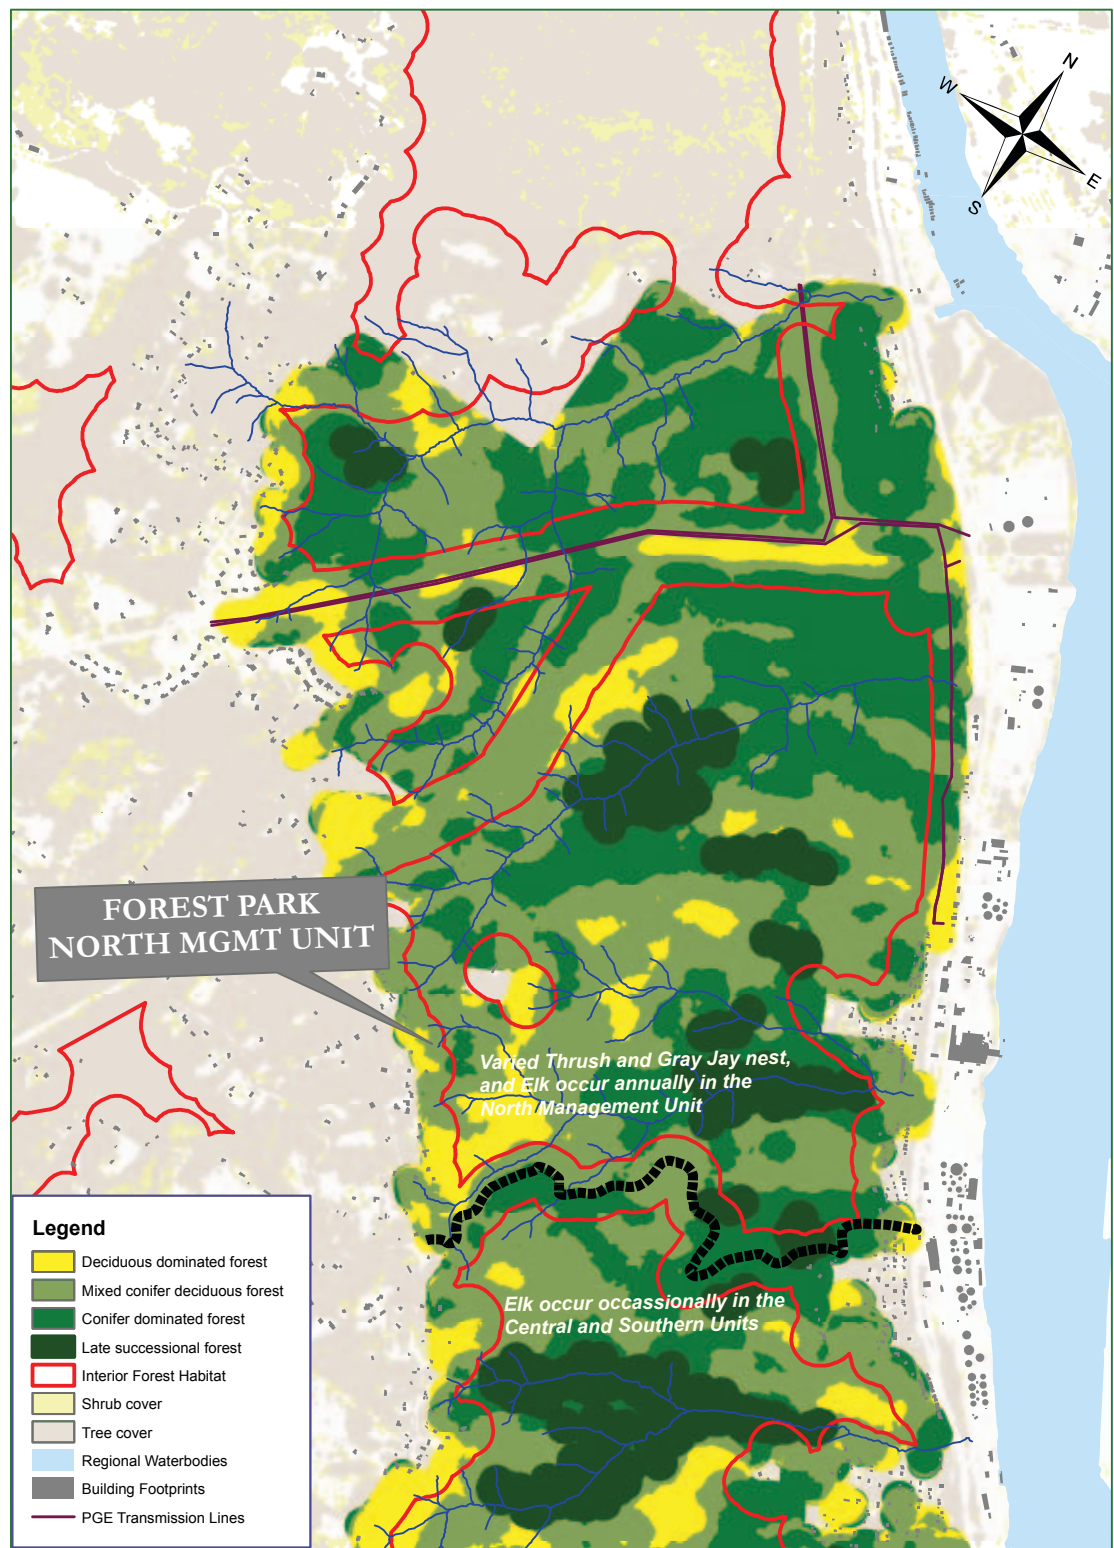 N
W
E
S
FOREST PARK
NORTH MGMT UNIT
Varied Thrush and Gray Jay nest,
and Elk occur annually in the
North Management Unit
Elk occur occassionally in the
Central and Southern Units
Legend
Deciduous dominated forest
Mixed conifer deciduous forest
Conifer dominated forest
Late successional forest
Interior Forest Habitat
Shrub cover
Tree cover
Regional Waterbodies
Building Footprints
PGE Transmission Lines